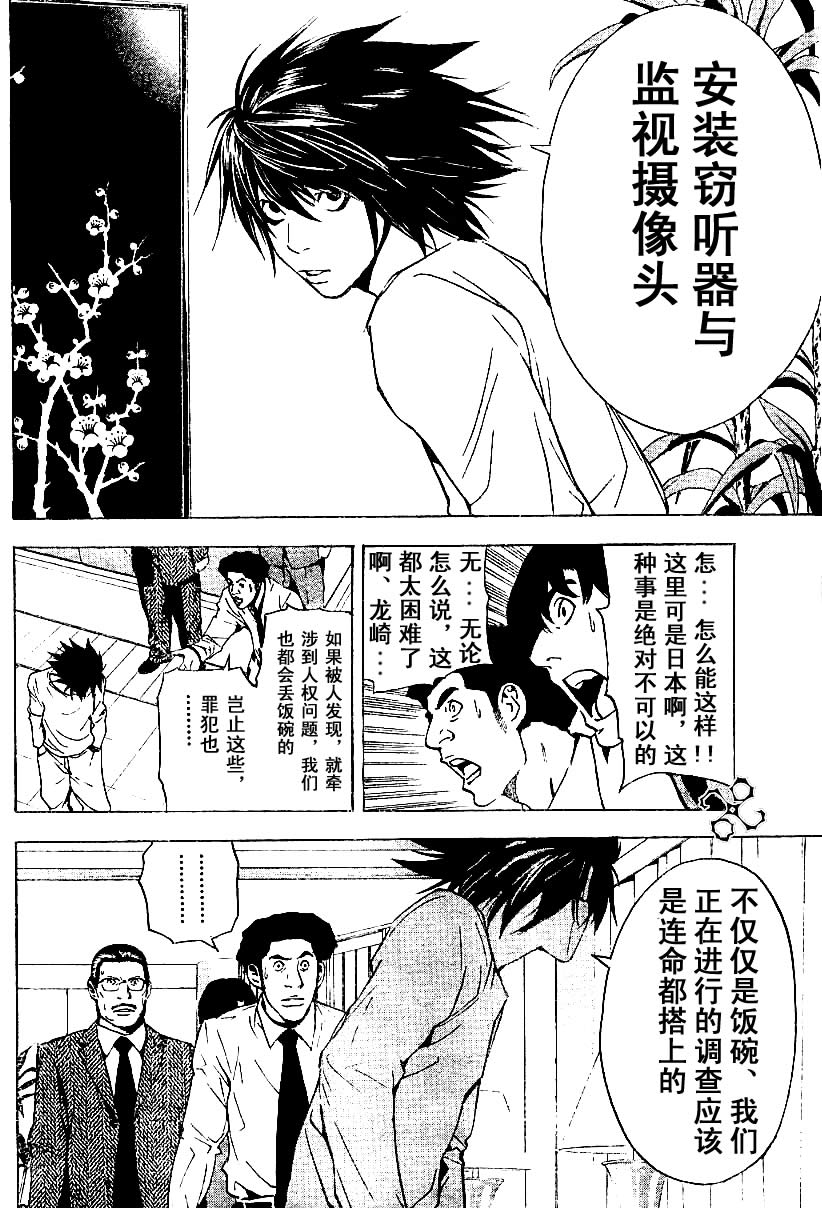 安装窃听器与
监视摄像头
怎··· 怎么能这样!!
这里可是日本啊，这
种事是绝对不可以的
无··· 无论
怎么说，这
都太困难了
啊、龙崎···
如果被人发现，就牵
涉到人权问题，我们
也都会丢饭碗的
岂止这些，
罪犯也
········
········
不仅仅是饭碗、我们
正在进行的调查应该
是连命都搭上的